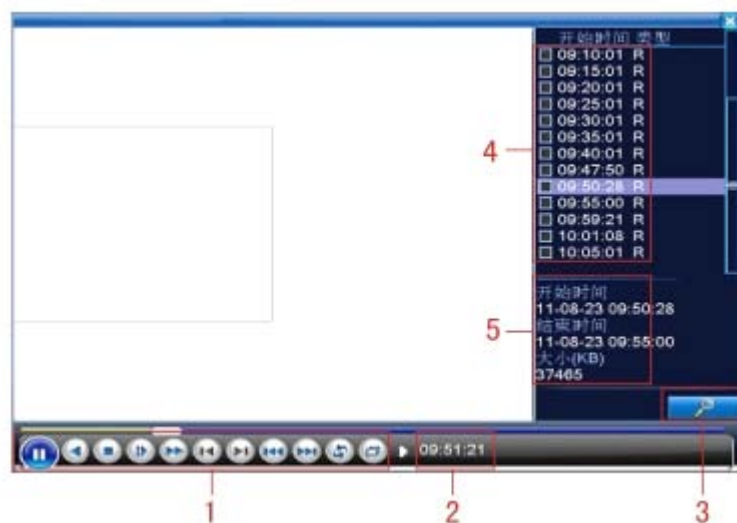 开始时间 类型
09:10:01 R
09:15:01 R
09:20:01 R
09:25:01 R
09:30:01 R
09:35:01 R
09:40:01 R
09:47:50 R
09:50:28 R
09:55:00 R
09:59:21 R
10:01:08 R
10:05:01 R
4
开始时间
11-08-23 09:50:28
结束时间
11-08-23 09:55:00
大小(KB)
37465
5
09:51:21
1
2
3